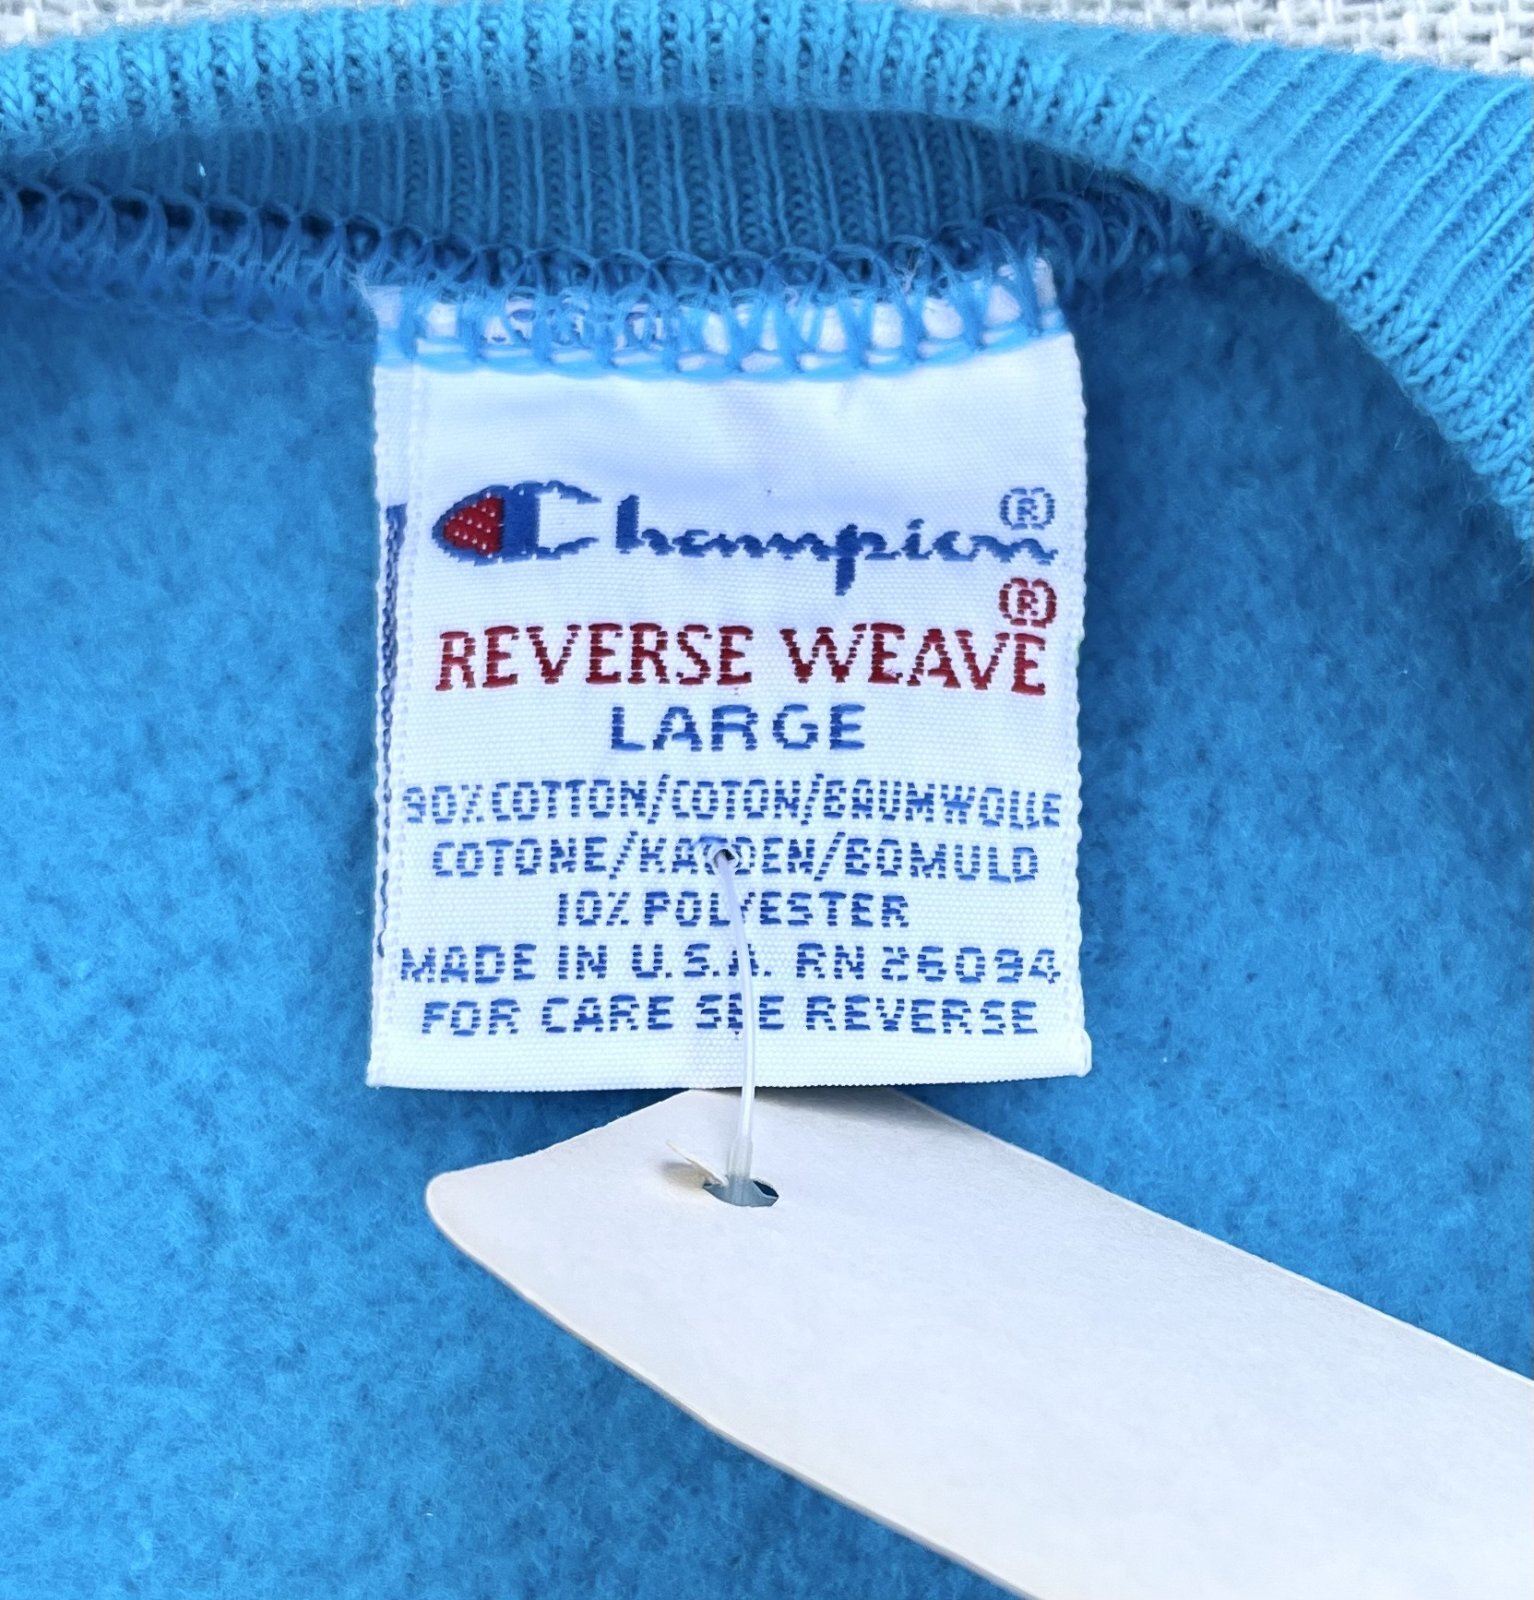 Champion®
REVERSE WEAVE®
LARGE
90% COTTON/COTON/BAUMWOLLE
COTONE/KATOEN/BOMULD
10% POLYESTER
MADE IN U.S.A. RN 26094
FOR CARE SEE REVERSE